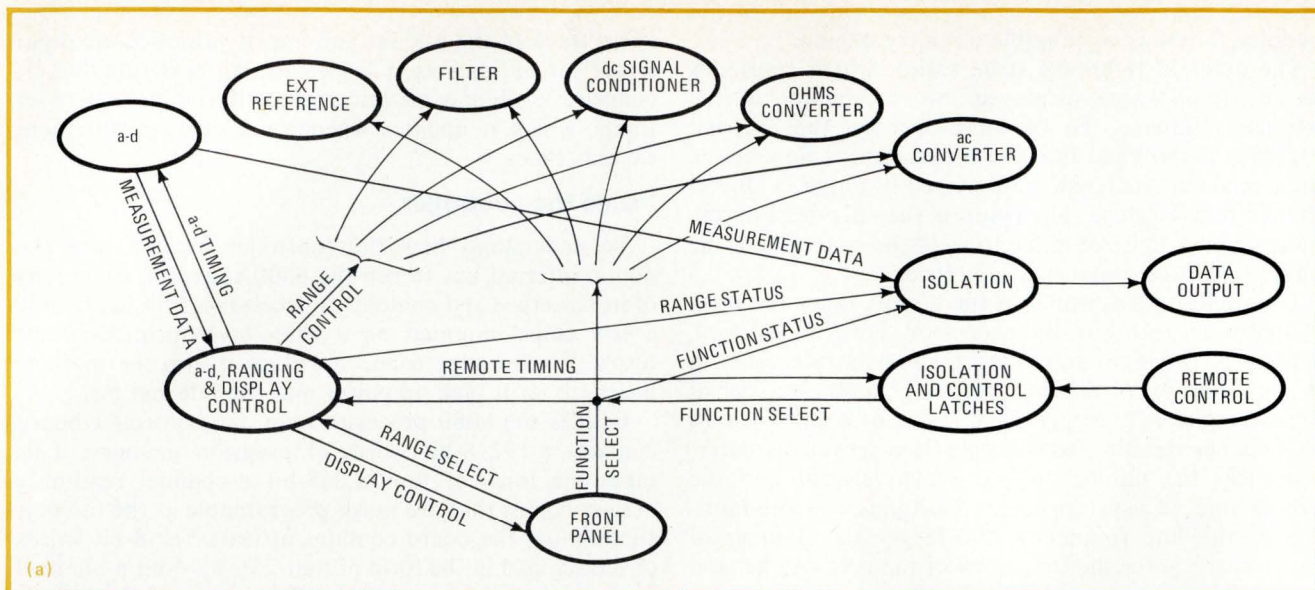 FILTER
dc SIGNAL
CONDITIONER
EXT
REFERENCE
OHMS
CONVERTER
a-d
ac
CONVERTER
MEASUREMENT DATA
a-d TIMING
RANGE
CONTROL
MEASUREMENT DATA
RANGE STATUS
FUNCTION STATUS
ISOLATION
DATA
OUTPUT
a-d, RANGING
& DISPLAY
CONTROL
REMOTE TIMING
FUNCTION SELECT
ISOLATION
AND CONTROL
LATCHES
REMOTE
CONTROL
RANGE SELECT
DISPLAY CONTROL
FUNCTION
SELECT
FRONT
PANEL
(a)